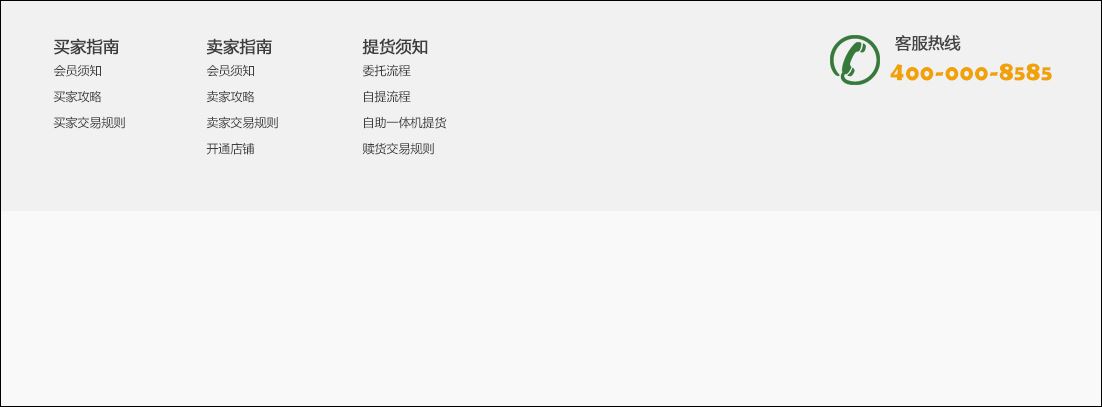 买家指南
会员须知
买家攻略
买家交易规则
卖家指南
会员须知
卖家攻略
卖家交易规则
开通店铺
提货须知
委托流程
自提流程
自助一体机提货
赎货交易规则
客服热线
400-000-8585